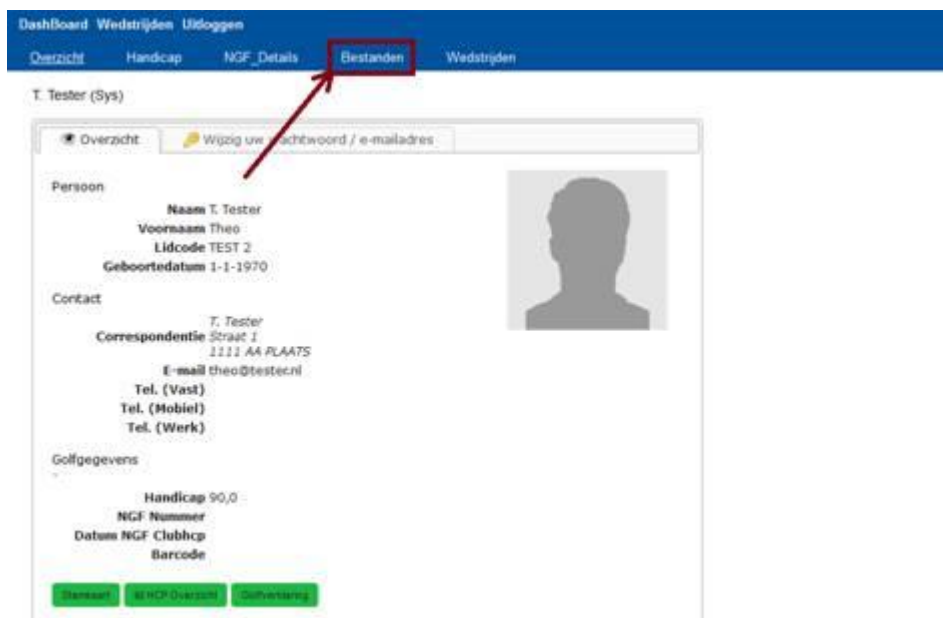 DashBoard Wedstrijden Uitloggen
Overzicht Handicap NGF_Details Bestanden Wedstrijden
T. Tester (Sys)
Overzicht Wijzig uw wachtwoord / e-mailadres
Persoon
Naam T. Tester
Voornaam Theo
Lidcode TEST 2
Geboortedatum 1-1-1970
Contact
T. Tester
Correspondentie Straat 1
1111 AA PLAATS
E-mail theo@tester.nl
Tel. (Vast)
Tel. (Mobiel)
Tel. (Werk)
Golfgegevens
-
Handicap 90,0
NGF Nummer
Datum NGF Clubhcp
Barcode
HCP Overzicht